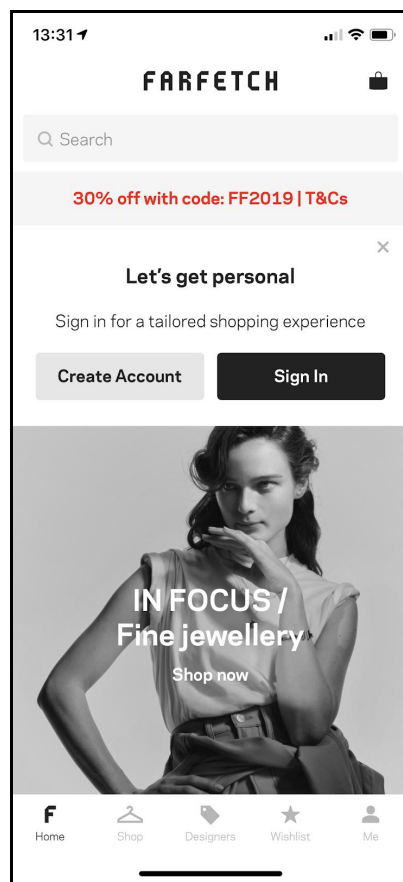 13:31
FARFETCH
Search
30% off with code: FF2019 | T&Cs
Let's get personal
Sign in for a tailored shopping experience
Create Account Sign In
IN FOCUS /
Fine jewellery
Shop now
F
Home Shop Designers Wishlist Me